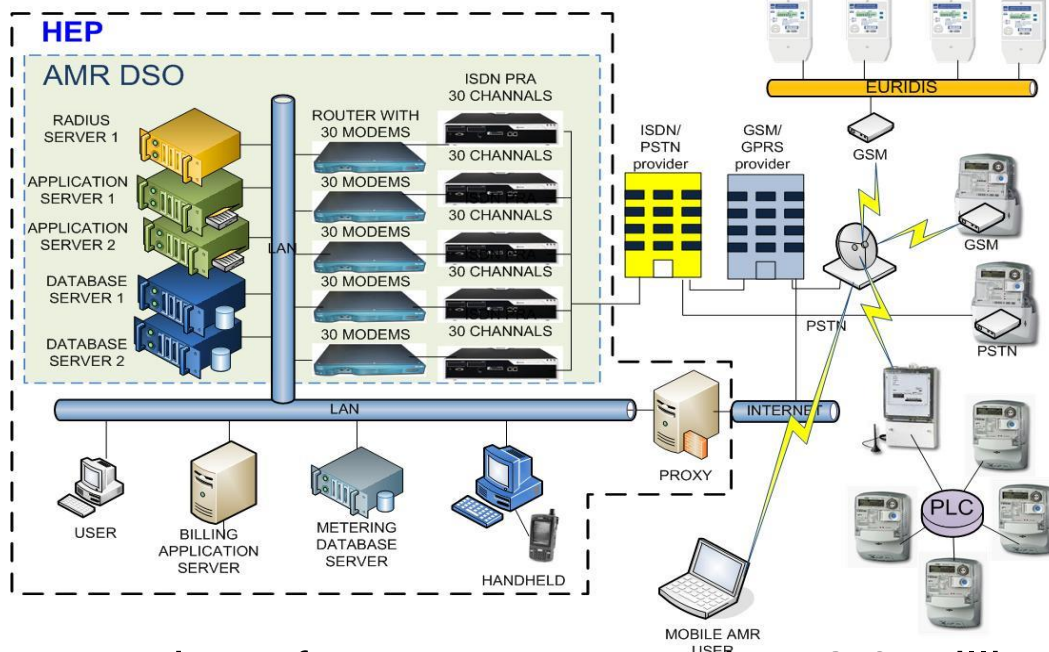 HEP
AMR DSO
RADIUS
SERVER 1
APPLICATION
SERVER 1
APPLICATION
SERVER 2
DATABASE
SERVER 1
DATABASE
SERVER 2
LAN
ROUTER WITH
30 MODEMS
30 MODEMS
30 MODEMS
30 MODEMS
30 MODEMS
ISDN PRA
30 CHANNALS
30 CHANNALS
ISDN PRA
30 CHANNALS
30 CHANNALS
30 CHANNALS
ISDN/
PSTN
provider
GSM/
GPRS
provider
EURIDIS
GSM
GSM
PSTN
PSTN
LAN
PROXY
INTERNET
USER
BILLING
APPLICATION
SERVER
METERING
DATABASE
SERVER
HANDHELD
PLC
MOBILE AMR
USER